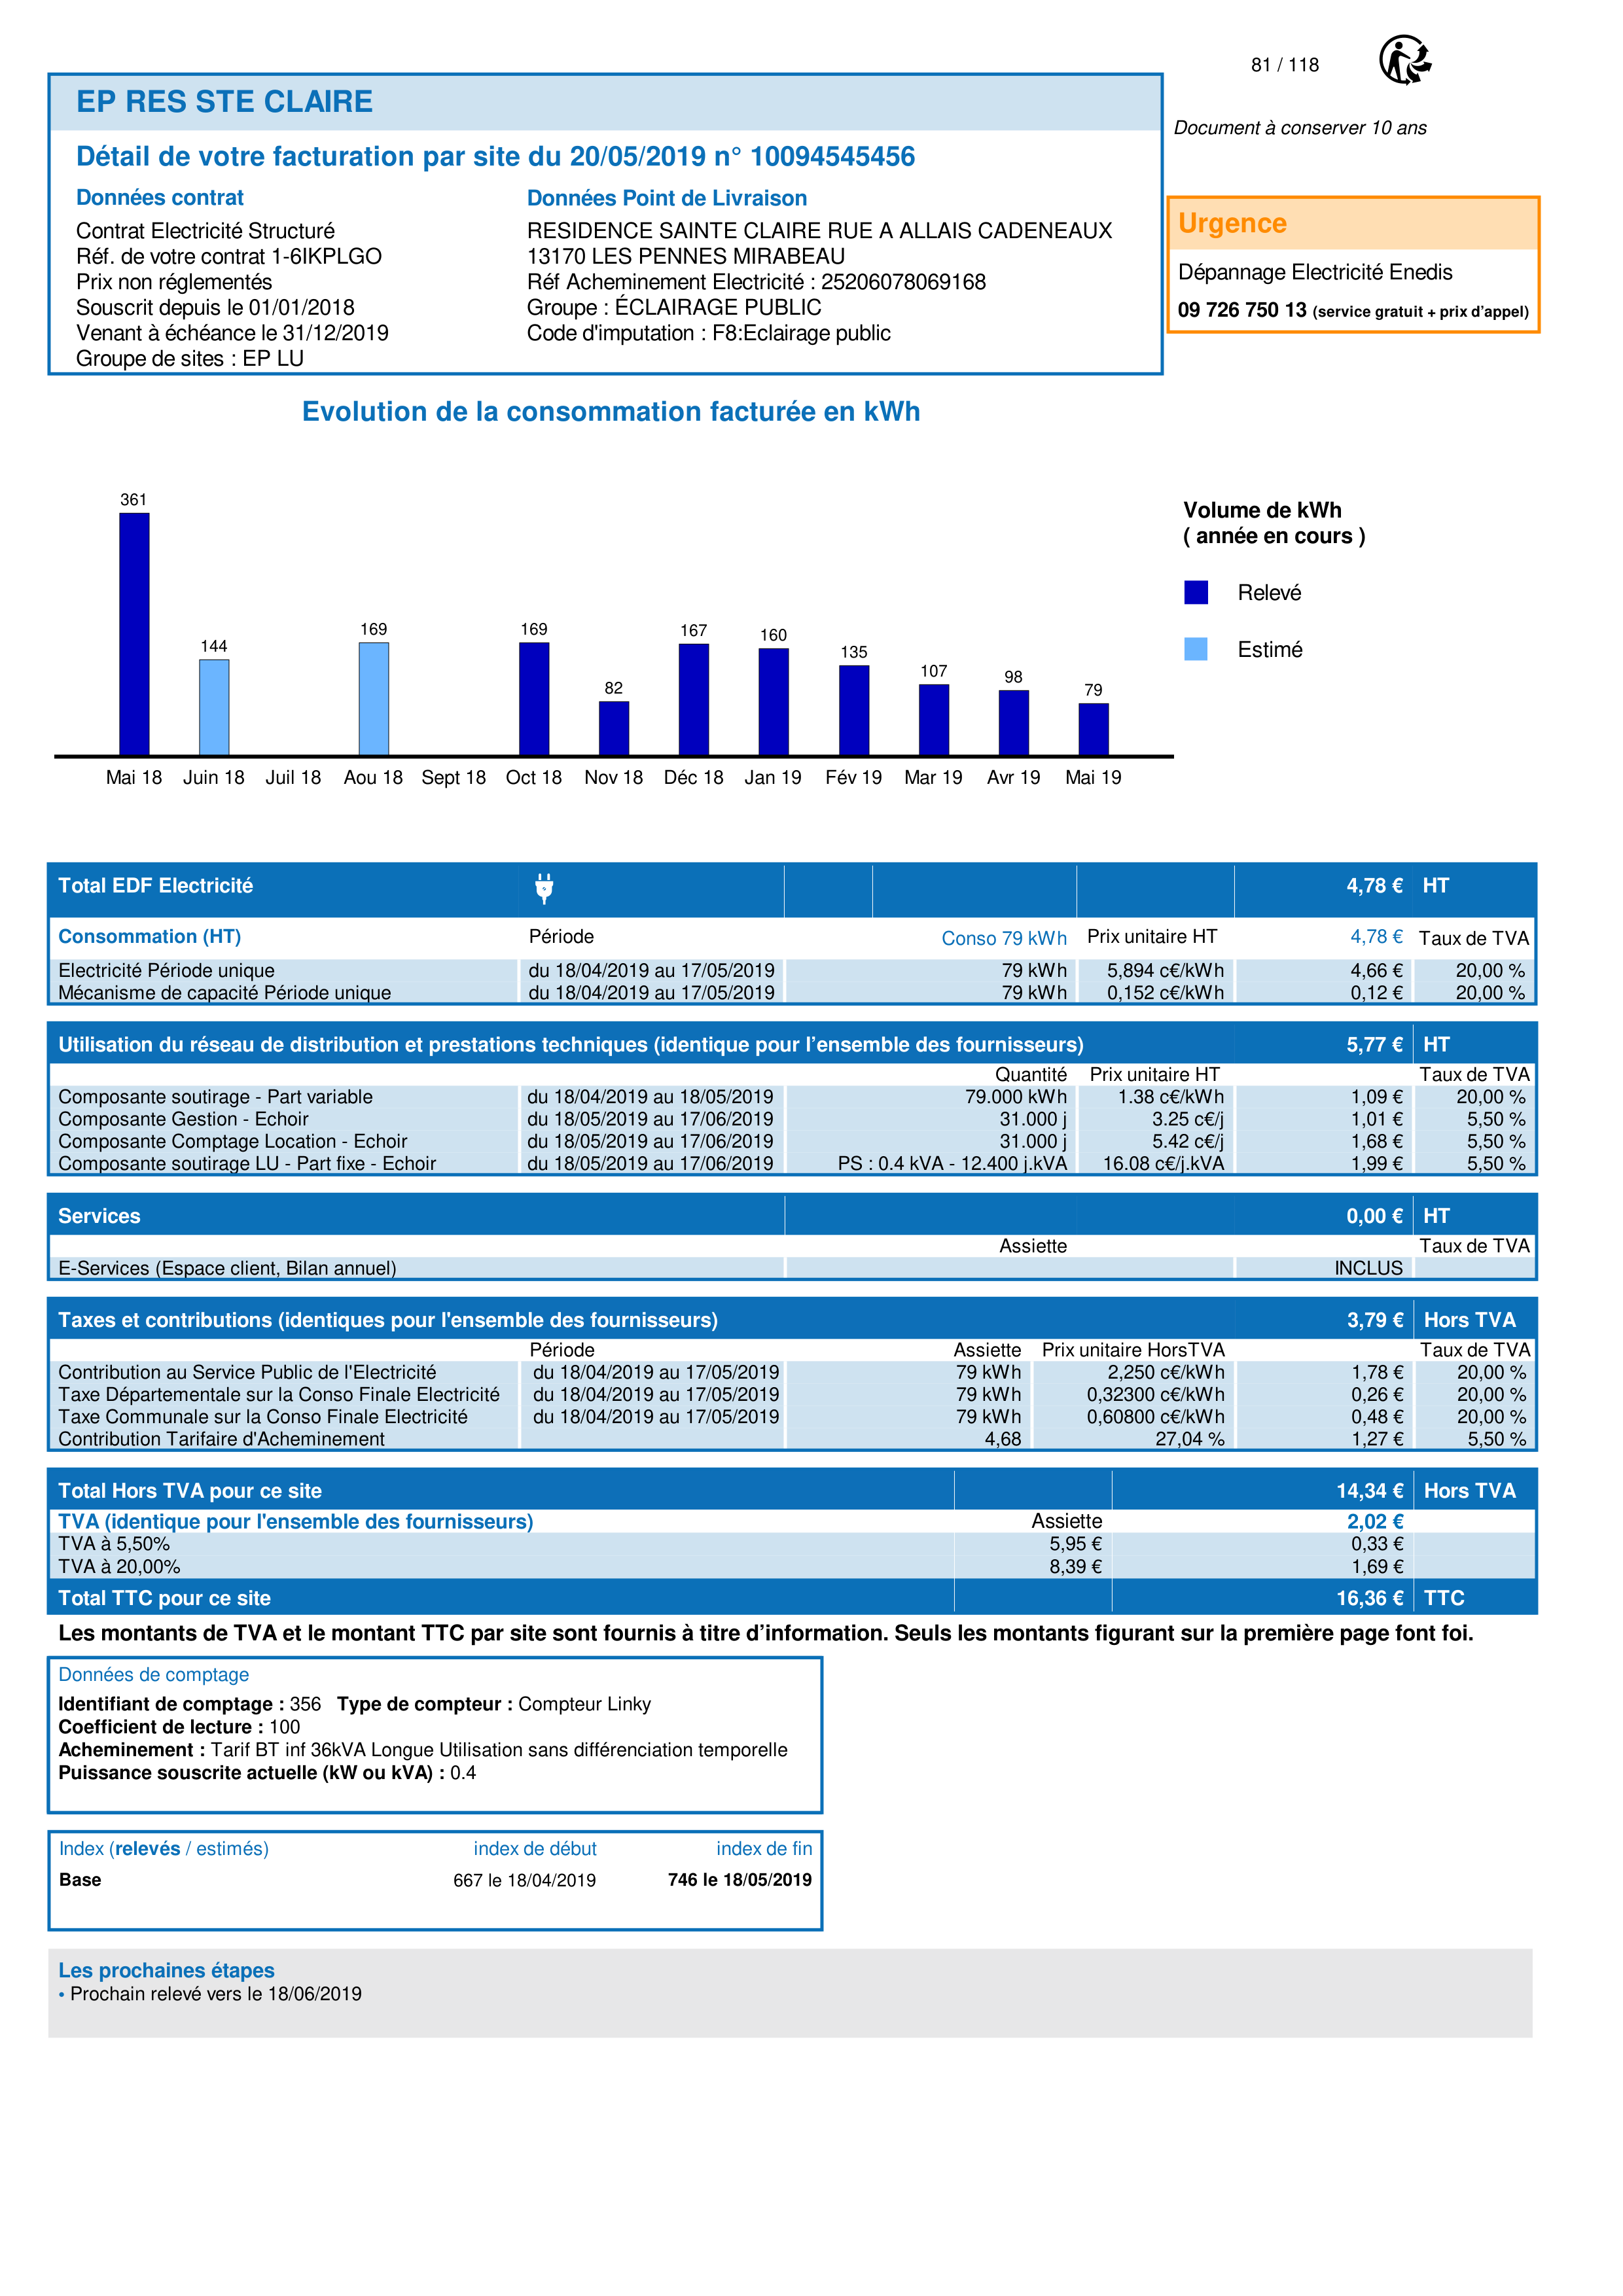 81 / 118
EP RES STE CLAIRE
Document à conserver 10 ans
Détail de votre facturation par site du 20/05/2019 n° 10094545456
Données contrat
Contrat Electricité Structuré
Réf. de votre contrat 1-6IKPLGO
Prix non réglementés
Souscrit depuis le 01/01/2018
Venant à échéance le 31/12/2019
Groupe de sites : EP LU
Données Point de Livraison
RESIDENCE SAINTE CLAIRE RUE A ALLAIS CADENEAUX
13170 LES PENNES MIRABEAU
Réf Acheminement Electricité : 25206078069168
Groupe : ÉCLAIRAGE PUBLIC
Code d'imputation : F8:Eclairage public
Urgence
Dépannage Electricité Enedis
09 726 750 13 (service gratuit + prix d’appel)
Evolution de la consommation facturée en kWh
361 144 169 169 82 167 160 135 107 98 79
Mai 18 Juin 18 Juil 18 Aou 18 Sept 18 Oct 18 Nov 18 Déc 18 Jan 19 Fév 19 Mar 19 Avr 19 Mai 19
Volume de kWh
( année en cours )
Relevé
Estimé
Total EDF Electricité 4,78 € HT
Consommation (HT) Période Conso 79 kWh Prix unitaire HT 4,78 € Taux de TVA
Electricité Période unique du 18/04/2019 au 17/05/2019 79 kWh 5,894 c€/kWh 4,66 € 20,00 %
Mécanisme de capacité Période unique du 18/04/2019 au 17/05/2019 79 kWh 0,152 c€/kWh 0,12 € 20,00 %
Utilisation du réseau de distribution et prestations techniques (identique pour l’ensemble des fournisseurs) 5,77 € HT
Quantité Prix unitaire HT Taux de TVA
Composante soutirage - Part variable du 18/04/2019 au 18/05/2019 79.000 kWh 1.38 c€/kWh 1,09 € 20,00 %
Composante Gestion - Echoir du 18/05/2019 au 17/06/2019 31.000 j 3.25 c€/j 1,01 € 5,50 %
Composante Comptage Location - Echoir du 18/05/2019 au 17/06/2019 31.000 j 5.42 c€/j 1,68 € 5,50 %
Composante soutirage LU - Part fixe - Echoir du 18/05/2019 au 17/06/2019 PS : 0.4 kVA - 12.400 j.kVA 16.08 c€/j.kVA 1,99 € 5,50 %
Services 0,00 € HT
Assiette Taux de TVA
E-Services (Espace client, Bilan annuel) INCLUS
Taxes et contributions (identiques pour l'ensemble des fournisseurs) 3,79 € Hors TVA
Période Assiette Prix unitaire HorsTVA Taux de TVA
Contribution au Service Public de l'Electricité du 18/04/2019 au 17/05/2019 79 kWh 2,250 c€/kWh 1,78 € 20,00 %
Taxe Départementale sur la Conso Finale Electricité du 18/04/2019 au 17/05/2019 79 kWh 0,32300 c€/kWh 0,26 € 20,00 %
Taxe Communale sur la Conso Finale Electricité du 18/04/2019 au 17/05/2019 79 kWh 0,60800 c€/kWh 0,48 € 20,00 %
Contribution Tarifaire d'Acheminement 4,68 27,04 % 1,27 € 5,50 %
Total Hors TVA pour ce site 14,34 € Hors TVA
TVA (identique pour l'ensemble des fournisseurs) Assiette 2,02 €
TVA à 5,50% 5,95 € 0,33 €
TVA à 20,00% 8,39 € 1,69 €
Total TTC pour ce site 16,36 € TTC
Les montants de TVA et le montant TTC par site sont fournis à titre d’information. Seuls les montants figurant sur la première page font foi.
Données de comptage
Identifiant de comptage : 356 Type de compteur : Compteur Linky
Coefficient de lecture : 100
Acheminement : Tarif BT inf 36kVA Longue Utilisation sans différenciation temporelle
Puissance souscrite actuelle (kW ou kVA) : 0.4
Index (relevés / estimés) index de début index de fin
Base 667 le 18/04/2019 746 le 18/05/2019
Les prochaines étapes
• Prochain relevé vers le 18/06/2019